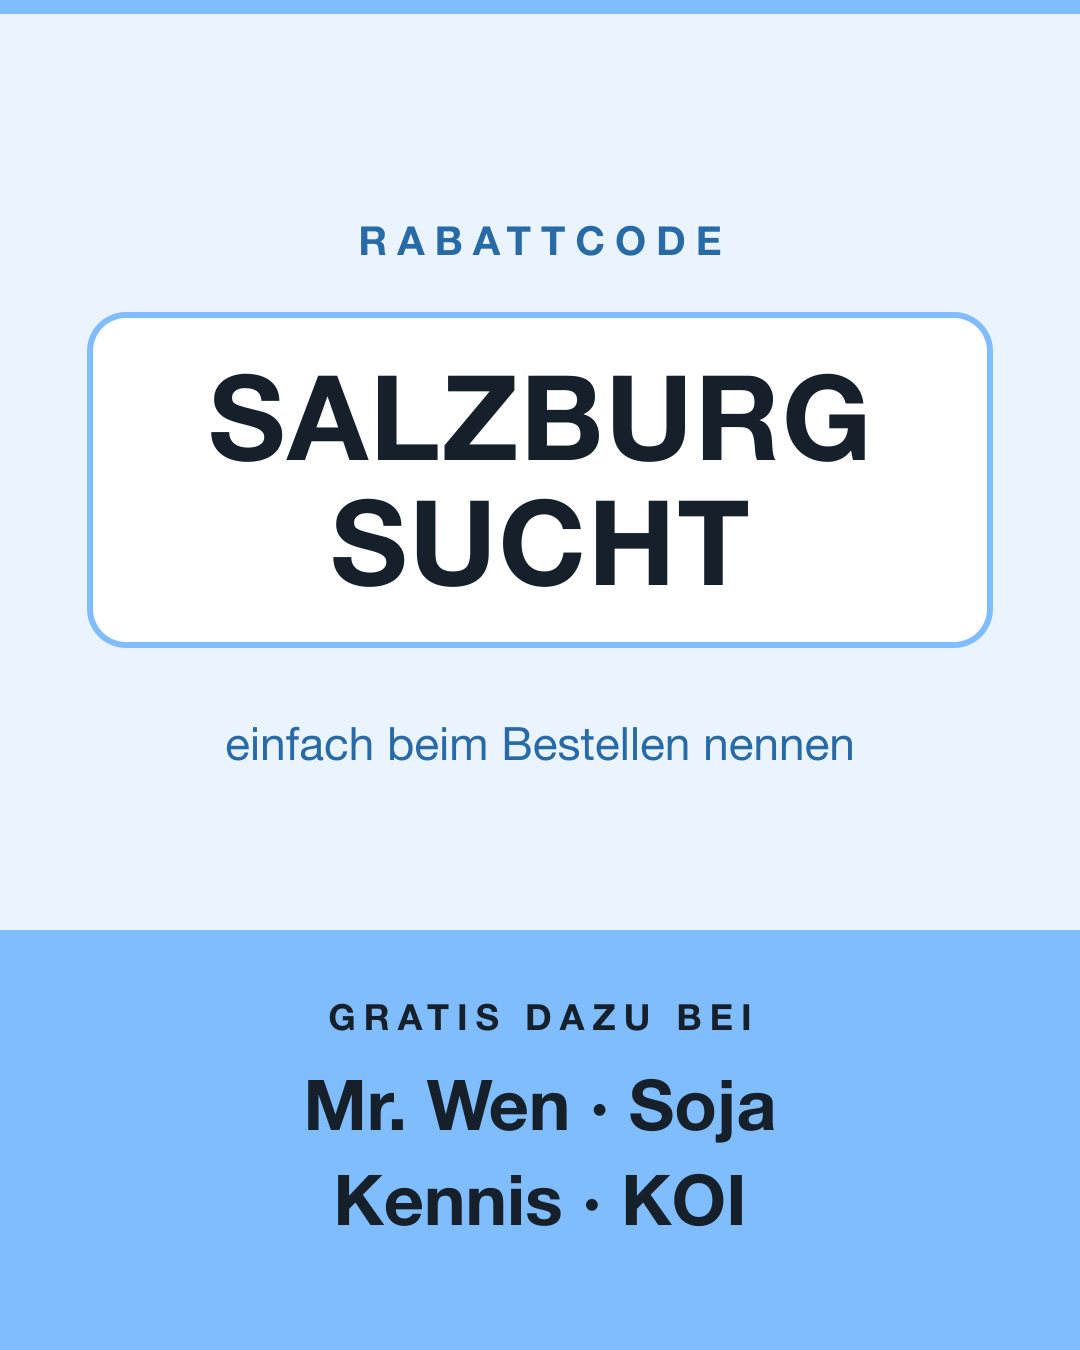 RABATTCODE
SALZBURG
SUCHT
einfach beim Bestellen nennen
GRATIS DAZU BEI
Mr. Wen · Soja
Kennis · KOI